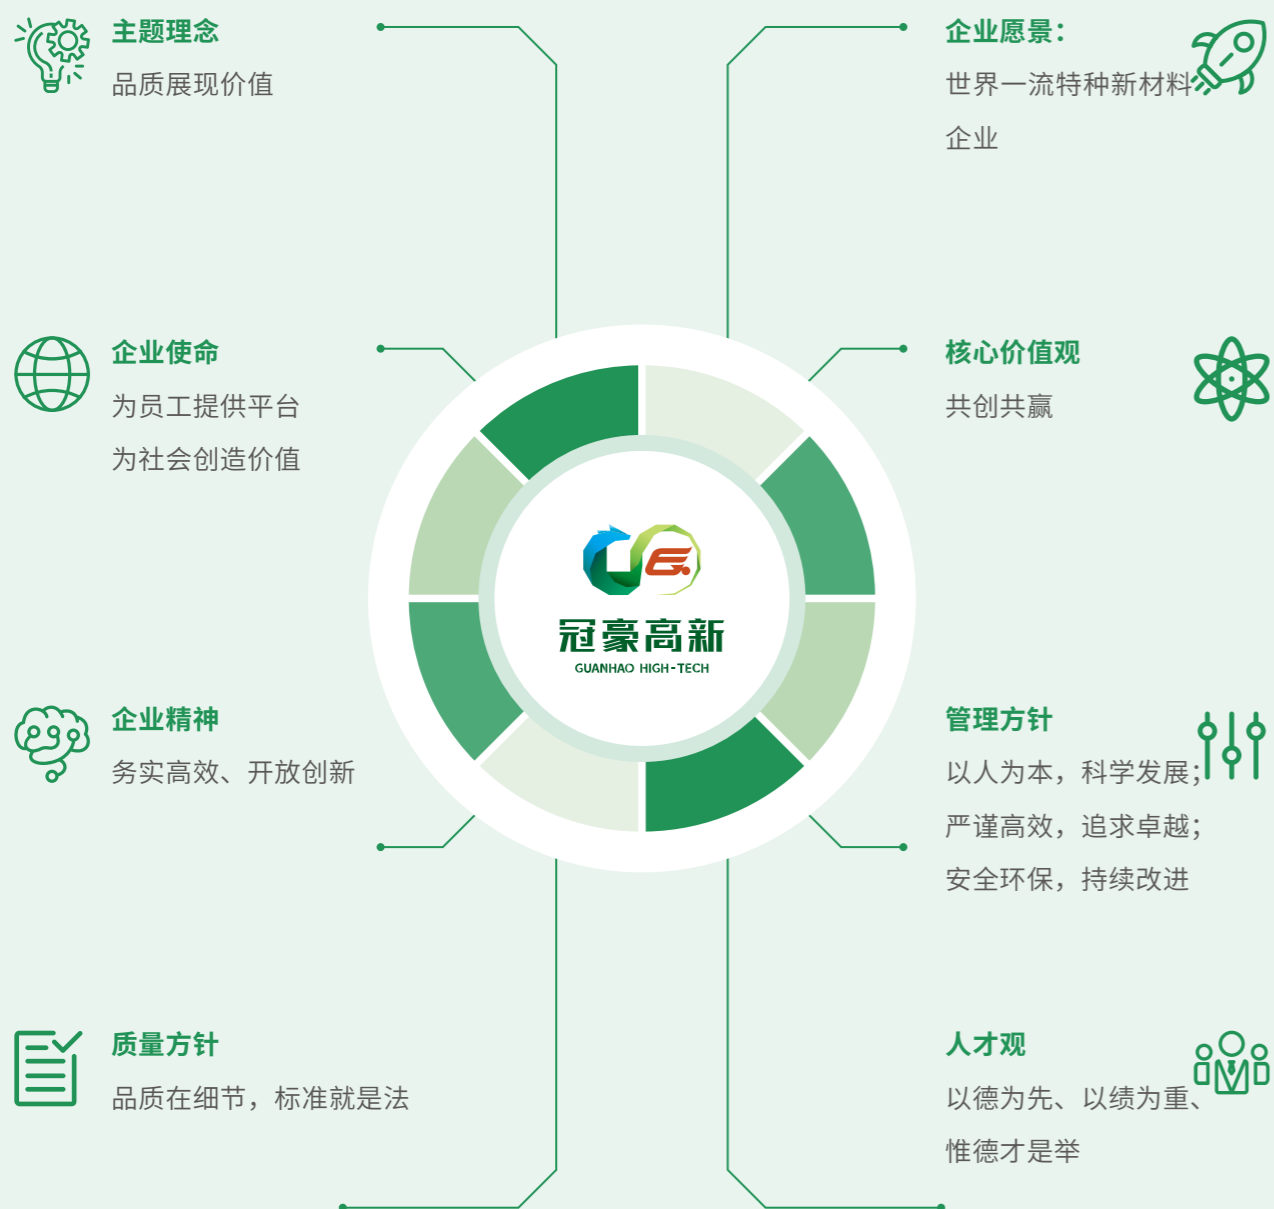 主题理念
品质展现价值
企业愿景：
世界一流特种新材料
企业
企业使命
为员工提供平台
为社会创造价值
核心价值观
共创共赢
冠豪高新
GUANHAO HIGH-TECH
企业精神
务实高效、开放创新
管理方针
以人为本，科学发展；
严谨高效，追求卓越；
安全环保，持续改进
质量方针
品质在细节，标准就是法
人才观
以德为先、以绩为重、
惟德才是举